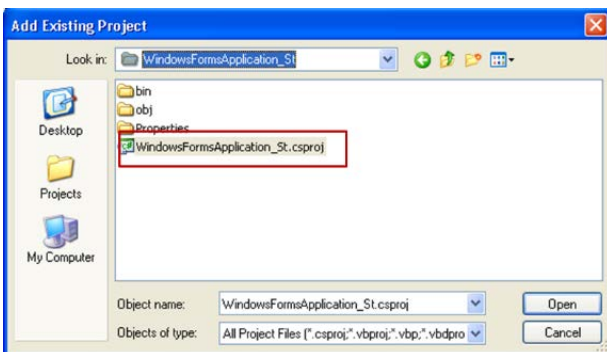 Add Existing Project
Look in: WindowsFormsApplication_St
bin
obj
Properties
WindowsFormsApplication_St.csproj
Desktop
Projects
My Computer
Object name: WindowsFormsApplication_St.csproj Open
Objects of type: All Project Files (*.csproj;*.vbproj;*.vbp;*.vbdpro Cancel